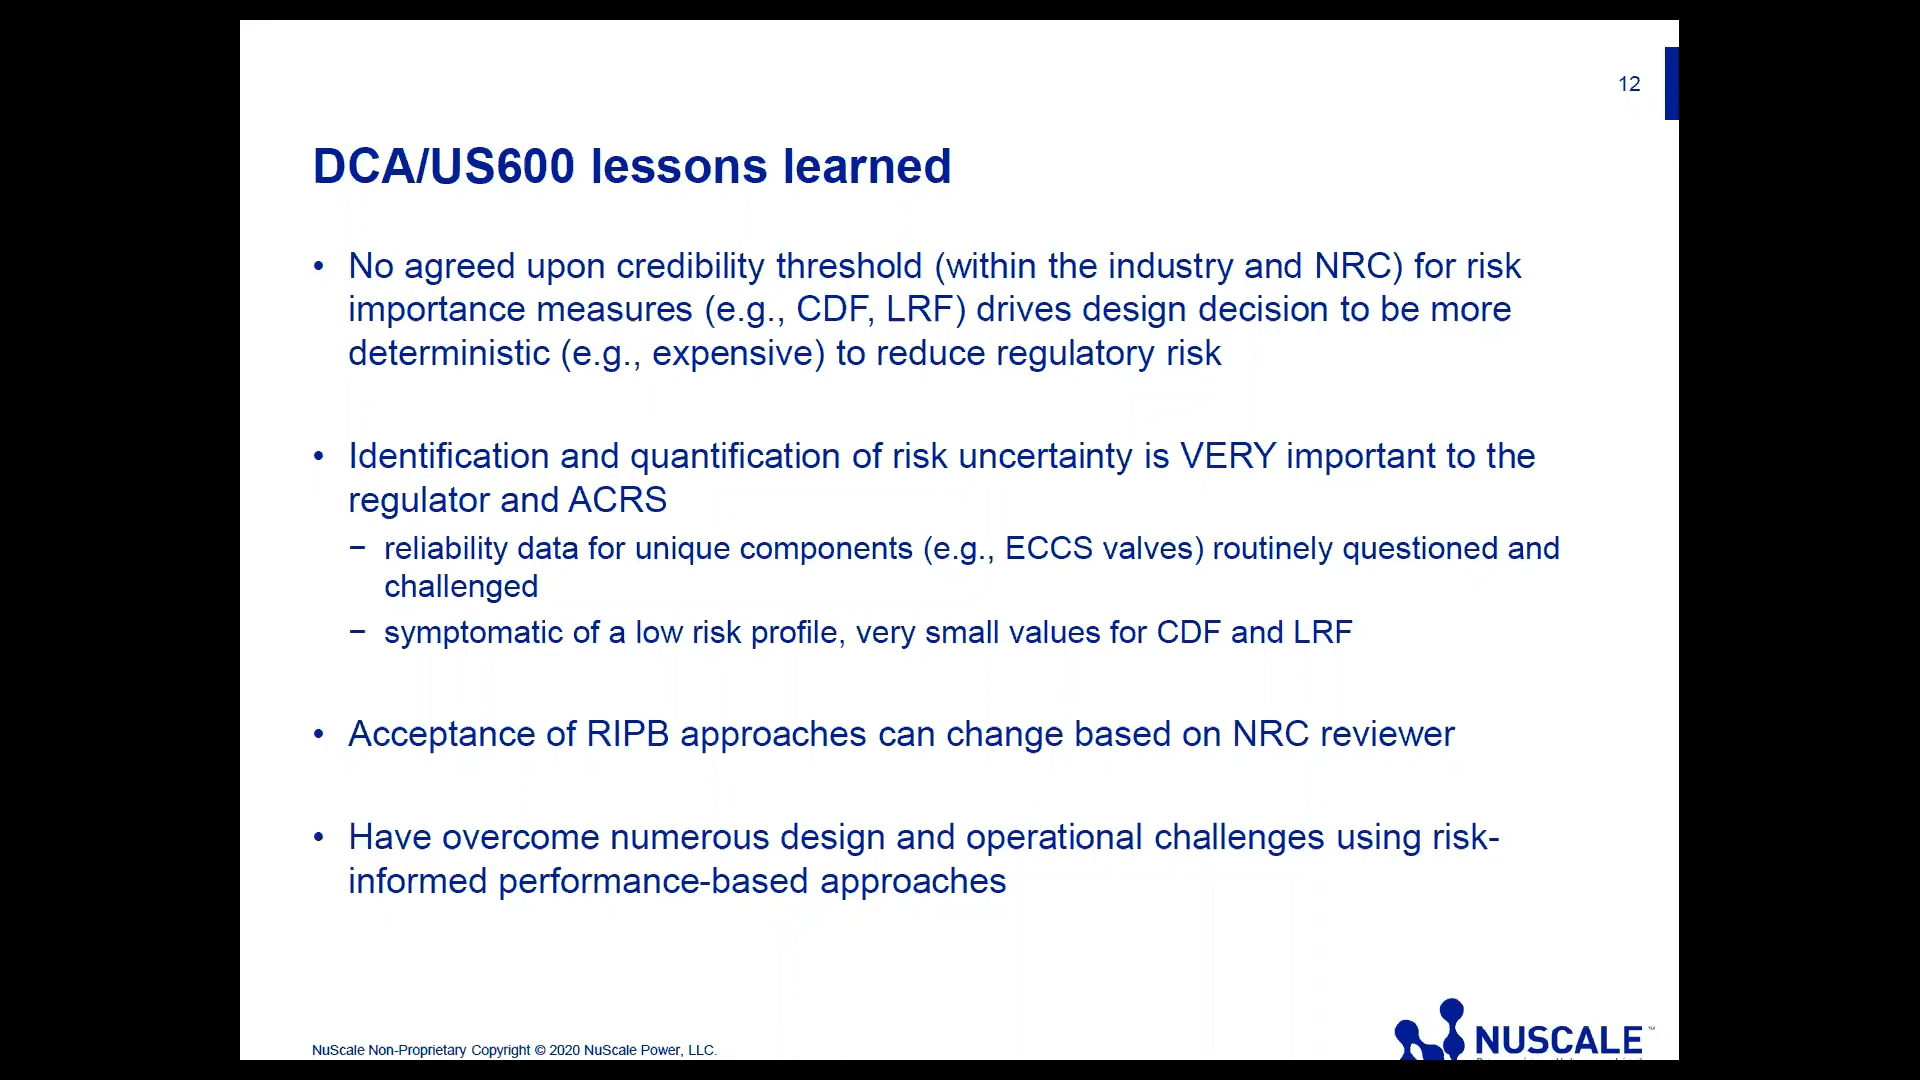 12
DCA/US600 lessons learned
• No agreed upon credibility threshold (within the industry and NRC) for risk
importance measures (e.g., CDF, LRF) drives design decision to be more
deterministic (e.g., expensive) to reduce regulatory risk
• Identification and quantification of risk uncertainty is VERY important to the
regulator and ACRS
− reliability data for unique components (e.g., ECCS valves) routinely questioned and
challenged
− symptomatic of a low risk profile, very small values for CDF and LRF
• Acceptance of RIPB approaches can change based on NRC reviewer
• Have overcome numerous design and operational challenges using risk-
informed performance-based approaches
NuScale Non-Proprietary Copyright © 2020 NuScale Power, LLC.
NUSCALE™